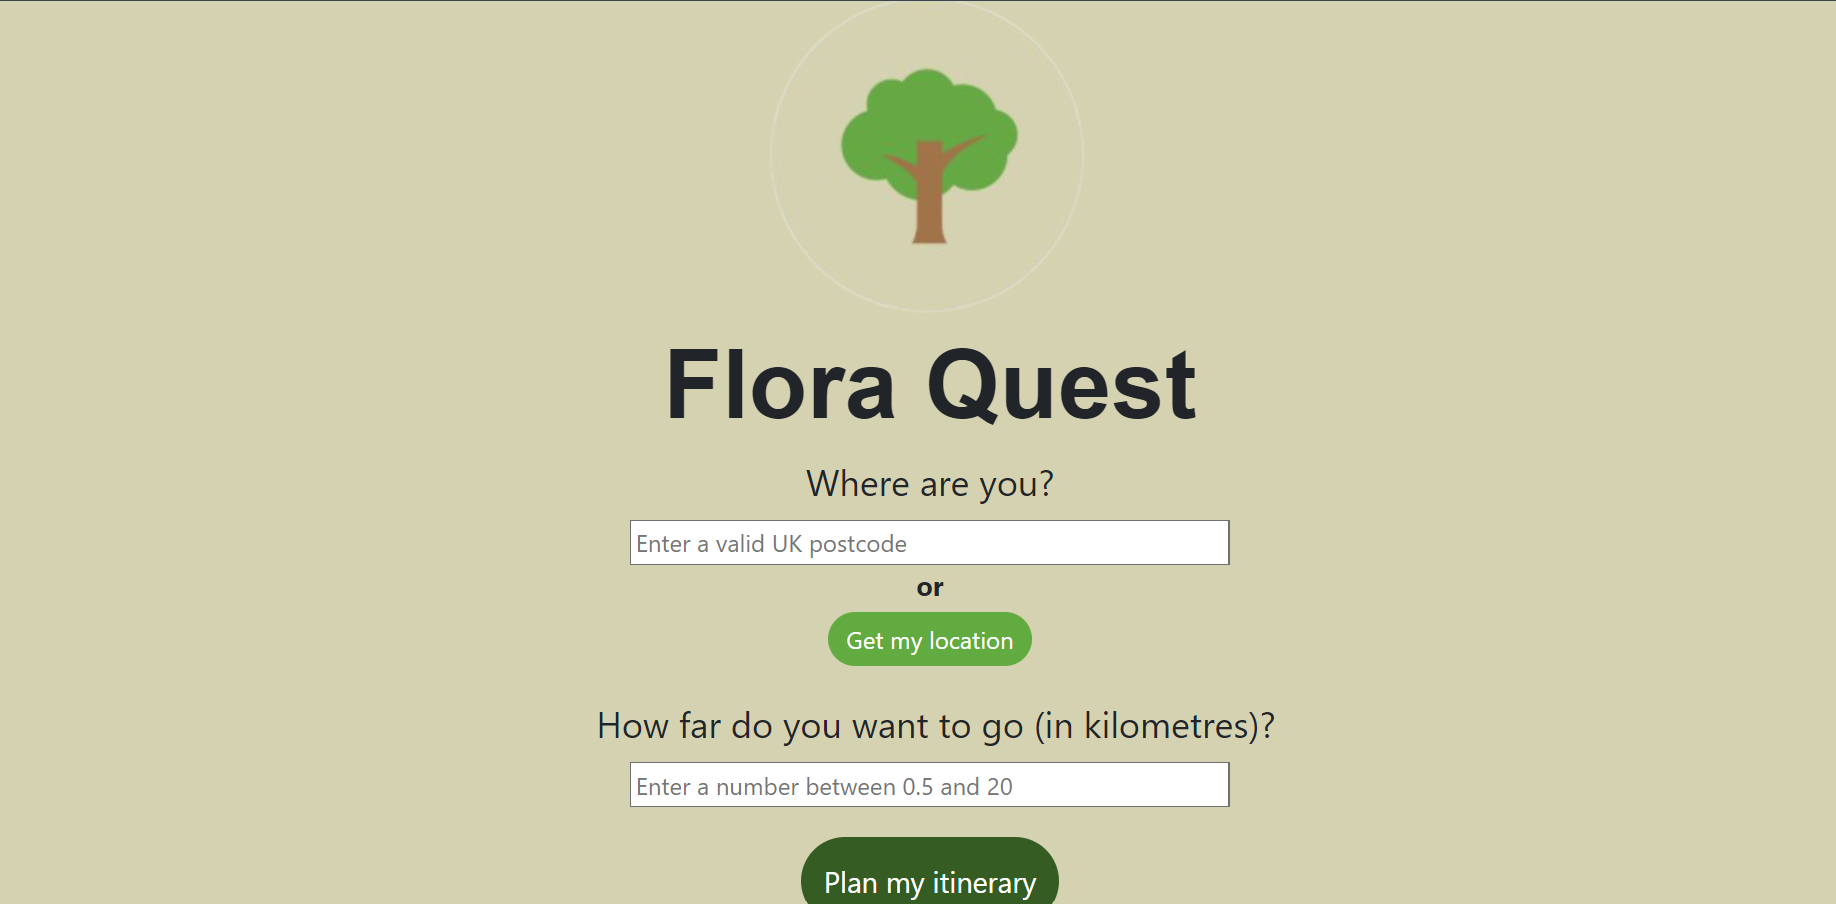 Flora Quest
Where are you?
Enter a valid UK postcode
or
Get my location
How far do you want to go (in kilometres)?
Enter a number between 0.5 and 20
Plan my itinerary